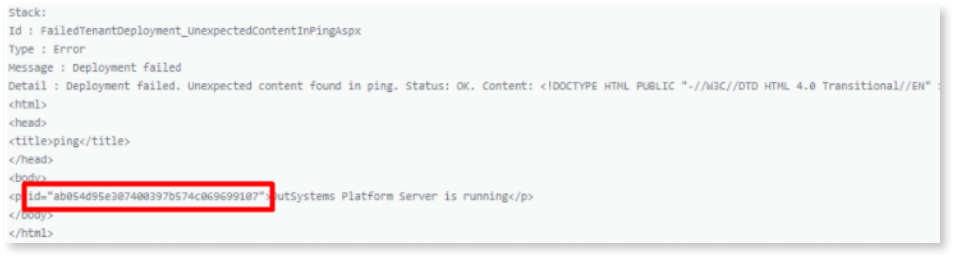 Stack:
Id : FailedTenantDeployment_UnexpectedContentInPingAspx
Type : Error
Message : Deployment failed
Detail : Deployment failed. Unexpected content found in ping. Status: OK. Content: <!DOCTYPE HTML PUBLIC "-//W3C//DTD HTML 4.0 Transitional//EN" >
<html>
<head>
<title>ping</title>
</head>
<body>
<p id="ab054d95e307400397b574c069699107">OutSystems Platform Server is running</p>
</body>
</html>